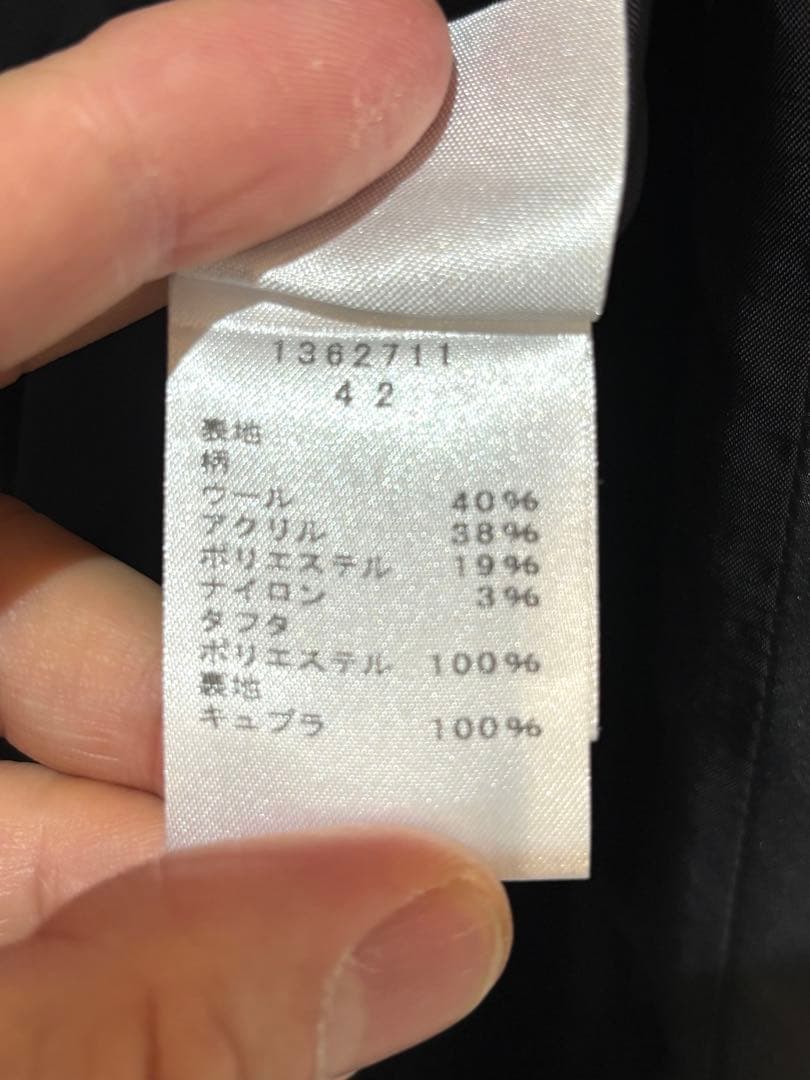 1362711
42
表地
柄
ウール 40%
アクリル 38%
ポリエステル 19%
ナイロン 3%
タフタ
ポリエステル 100%
裏地
キュプラ 100%